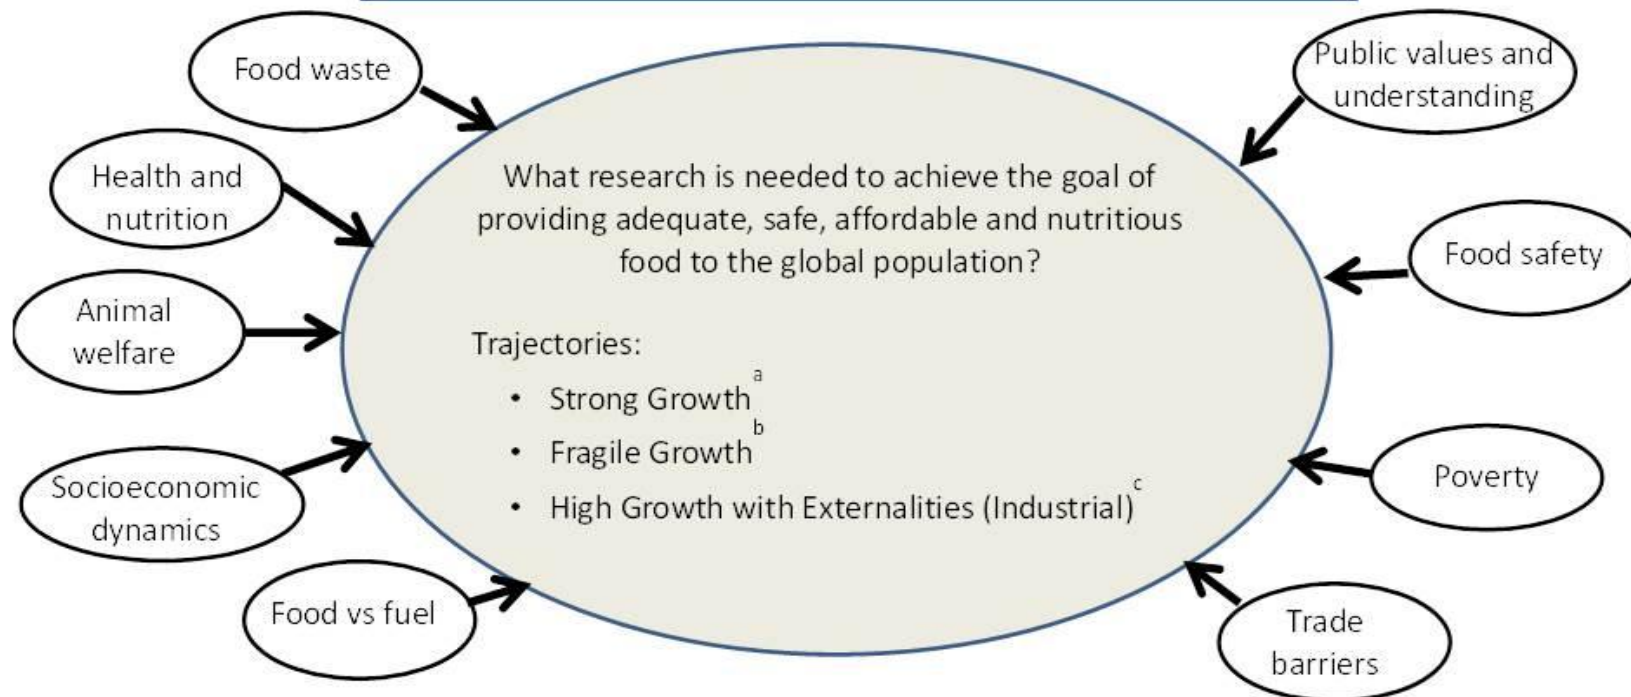 Food waste
Health and
nutrition
Animal
welfare
Socioeconomic
dynamics
Food vs fuel
What research is needed to achieve the goal of
providing adequate, safe, affordable and nutritious
food to the global population?
Trajectories:
• Strong Growth a
• Fragile Growth b
• High Growth with Externalities (Industrial) c
Public values and
understanding
Food safety
Poverty
Trade
barriers